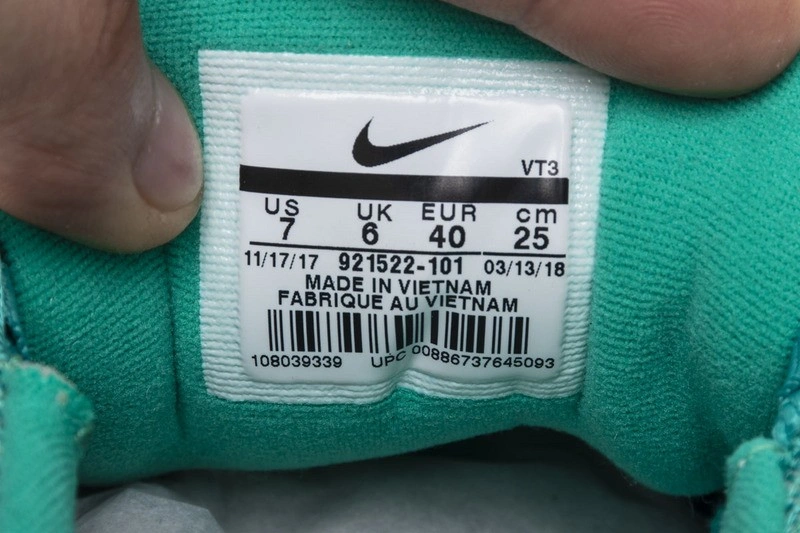 VT3
US UK EUR cm
7 6 40 25
11/17/17 921522-101 03/13/18
MADE IN VIETNAM
FABRIQUE AU VIETNAM
108039339 UPC 00886737645093